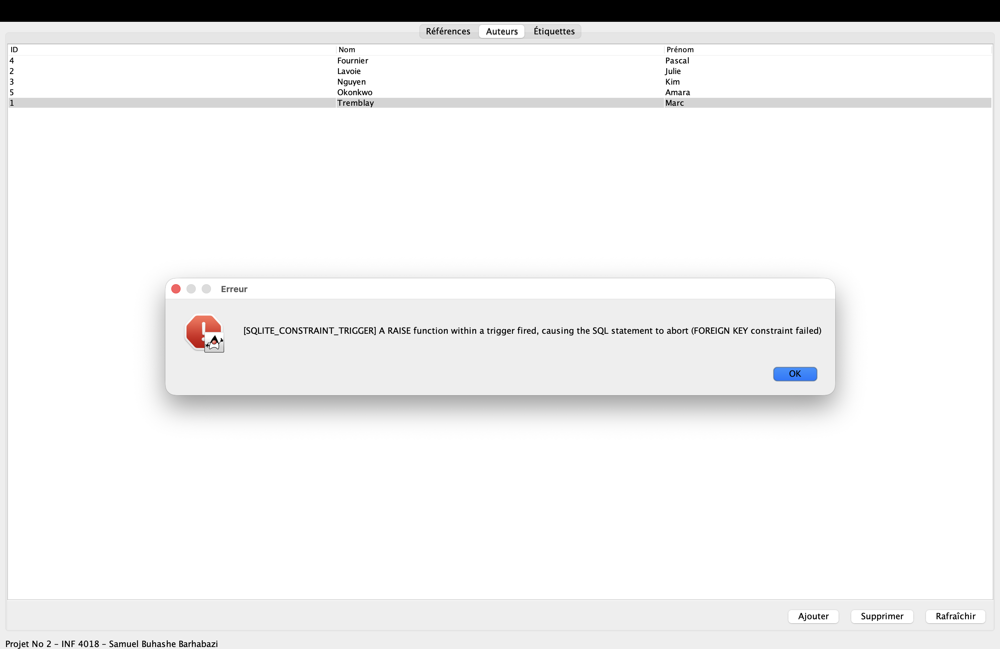 Références Auteurs Étiquettes
ID Nom Prénom
4 Fournier Pascal
2 Lavoie Julie
3 Nguyen Kim
5 Okonkwo Amara
1 Tremblay Marc
Erreur
[SQLITE_CONSTRAINT_TRIGGER] A RAISE function within a trigger fired, causing the SQL statement to abort (FOREIGN KEY constraint failed)
OK
Ajouter Supprimer Rafraîchir
Projet No 2 – INF 4018 – Samuel Buhashe Barhabazi